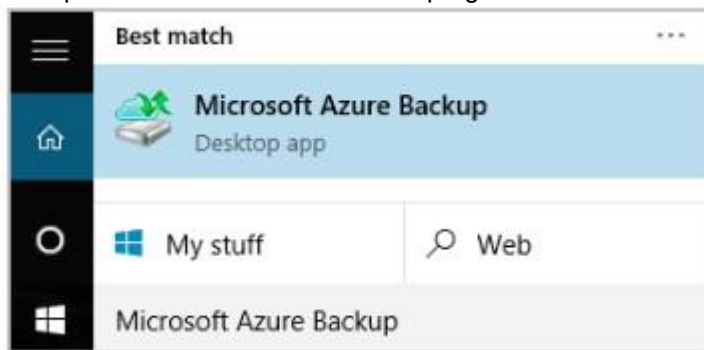 Best match
Microsoft Azure Backup
Desktop app
My stuff
Web
Microsoft Azure Backup